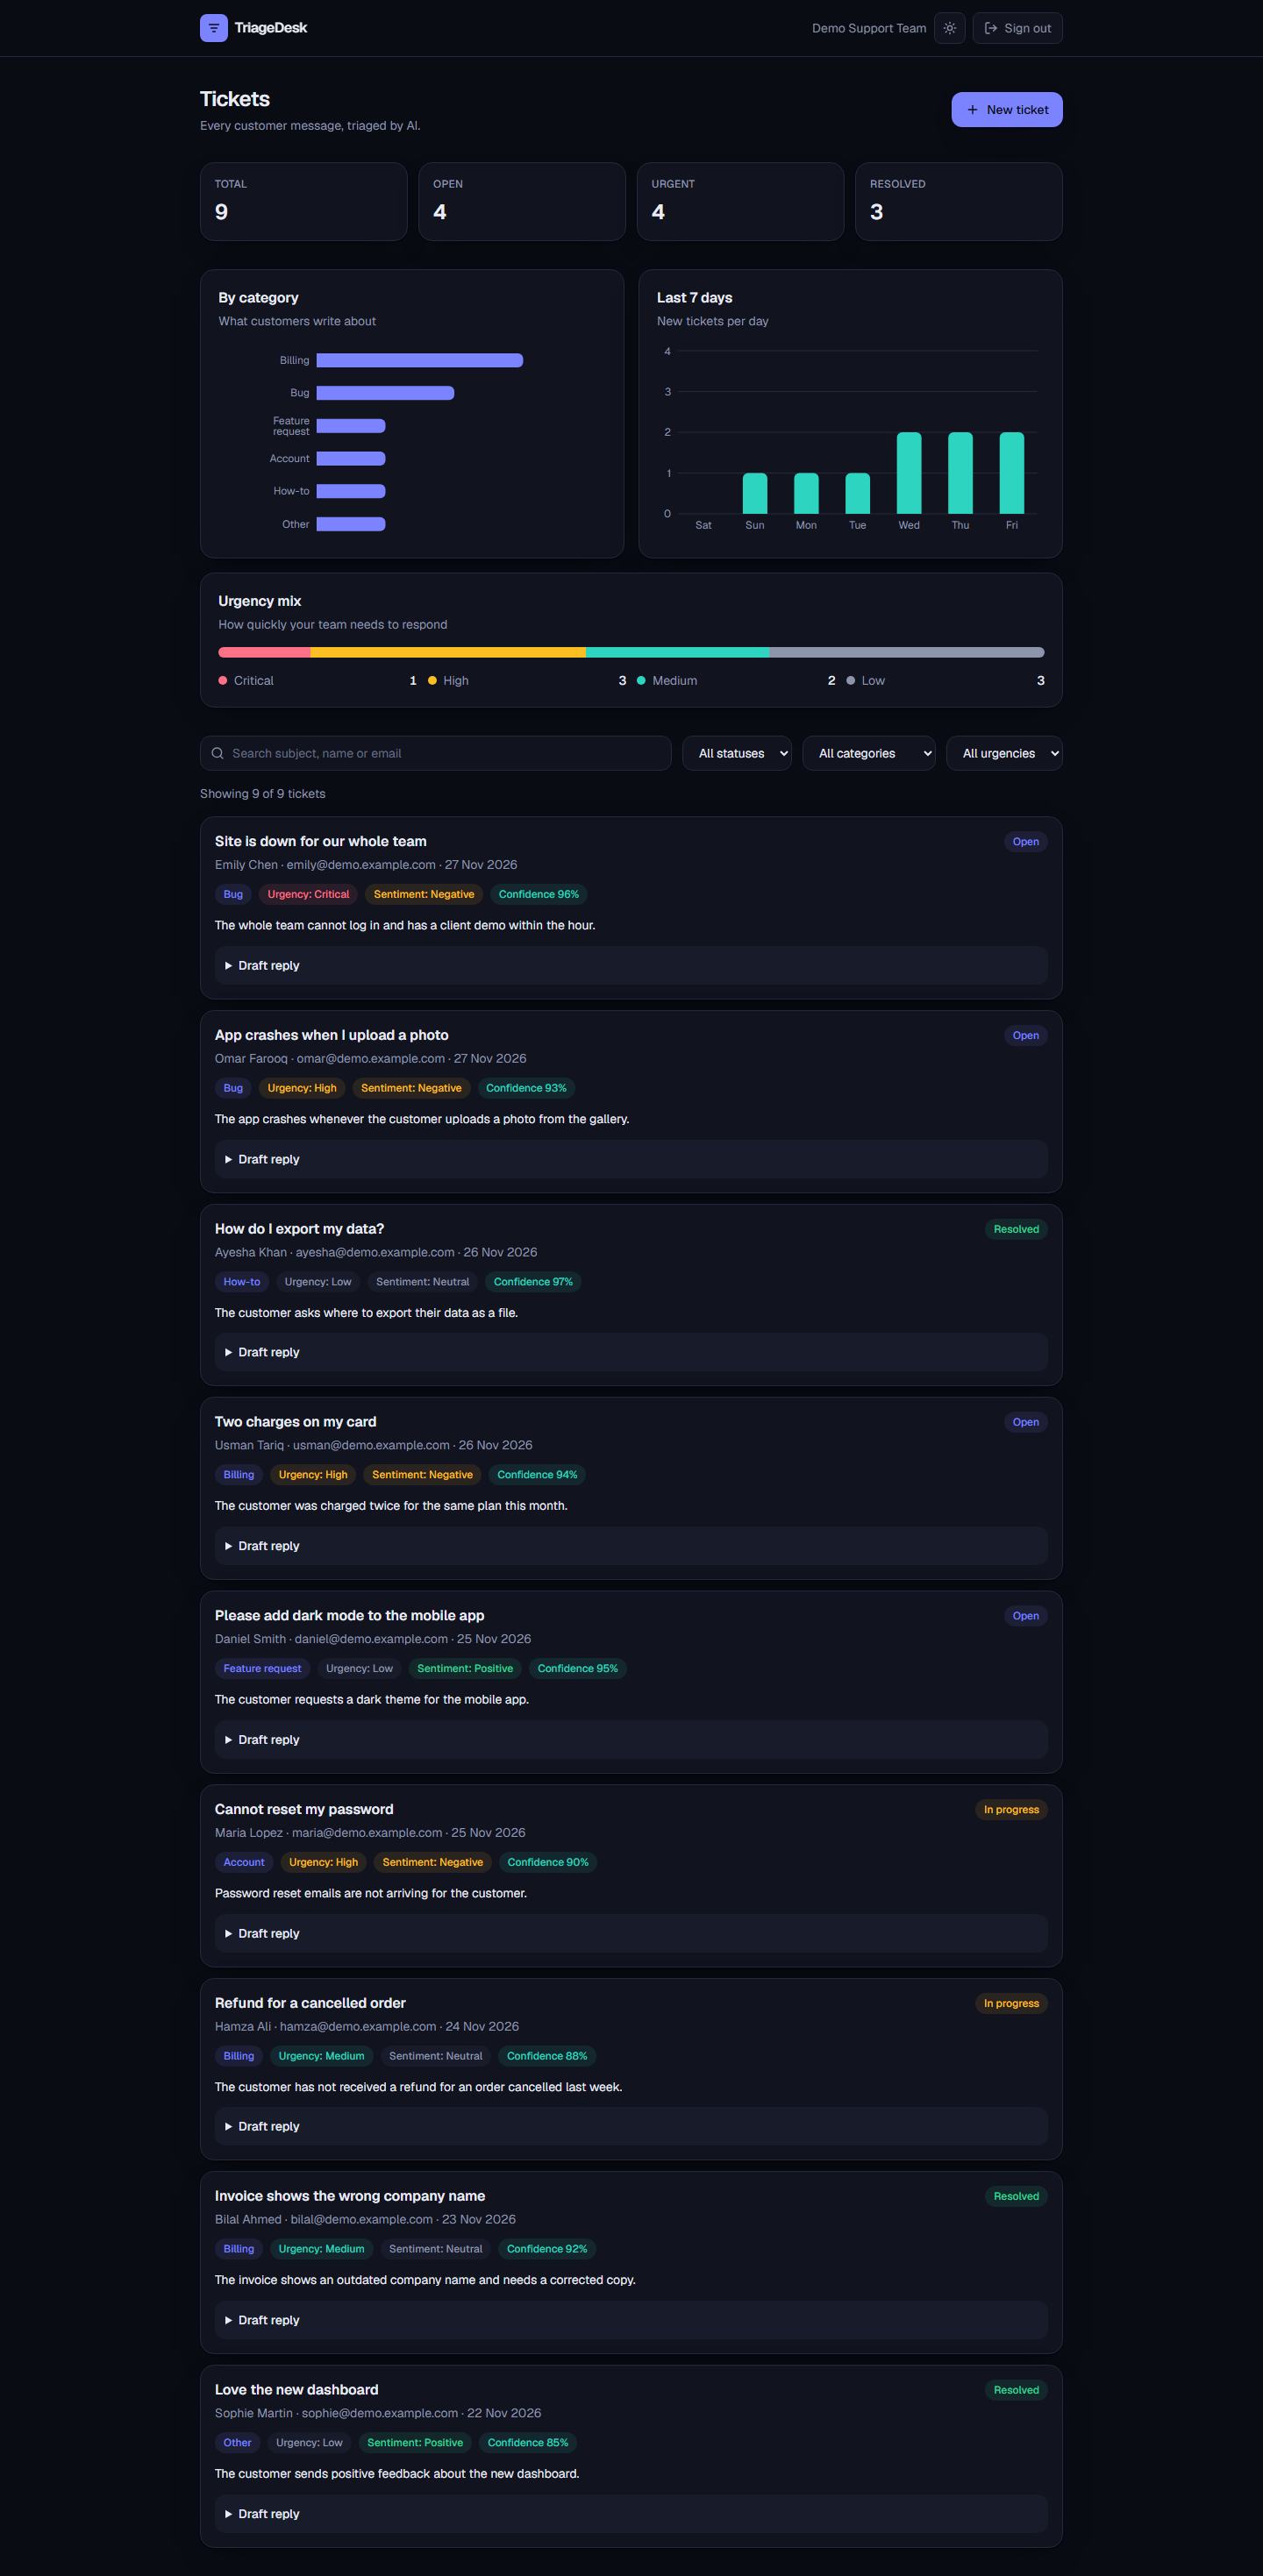 TriageDesk
Demo Support Team
Sign out
Tickets
Every customer message, triaged by AI.
New ticket
TOTAL
9
OPEN
4
URGENT
4
RESOLVED
3
By category
What customers write about
Billing
Bug
Feature
request
Account
How-to
Other
Last 7 days
New tickets per day
4
3
2
1
0
Sat Sun Mon Tue Wed Thu Fri
Urgency mix
How quickly your team needs to respond
Critical 1 High 3 Medium 2 Low 3
Search subject, name or email
All statuses
All categories
All urgencies
Showing 9 of 9 tickets
Site is down for our whole team
Open
Emily Chen · emily@demo.example.com · 27 Nov 2026
Bug Urgency: Critical Sentiment: Negative Confidence 96%
The whole team cannot log in and has a client demo within the hour.
Draft reply
App crashes when I upload a photo
Open
Omar Farooq · omar@demo.example.com · 27 Nov 2026
Bug Urgency: High Sentiment: Negative Confidence 93%
The app crashes whenever the customer uploads a photo from the gallery.
Draft reply
How do I export my data?
Resolved
Ayesha Khan · ayesha@demo.example.com · 26 Nov 2026
How-to Urgency: Low Sentiment: Neutral Confidence 97%
The customer asks where to export their data as a file.
Draft reply
Two charges on my card
Open
Usman Tariq · usman@demo.example.com · 26 Nov 2026
Billing Urgency: High Sentiment: Negative Confidence 94%
The customer was charged twice for the same plan this month.
Draft reply
Please add dark mode to the mobile app
Open
Daniel Smith · daniel@demo.example.com · 25 Nov 2026
Feature request Urgency: Low Sentiment: Positive Confidence 95%
The customer requests a dark theme for the mobile app.
Draft reply
Cannot reset my password
In progress
Maria Lopez · maria@demo.example.com · 25 Nov 2026
Account Urgency: High Sentiment: Negative Confidence 90%
Password reset emails are not arriving for the customer.
Draft reply
Refund for a cancelled order
In progress
Hamza Ali · hamza@demo.example.com · 24 Nov 2026
Billing Urgency: Medium Sentiment: Neutral Confidence 88%
The customer has not received a refund for an order cancelled last week.
Draft reply
Invoice shows the wrong company name
Resolved
Bilal Ahmed · bilal@demo.example.com · 23 Nov 2026
Billing Urgency: Medium Sentiment: Neutral Confidence 92%
The invoice shows an outdated company name and needs a corrected copy.
Draft reply
Love the new dashboard
Resolved
Sophie Martin · sophie@demo.example.com · 22 Nov 2026
Other Urgency: Low Sentiment: Positive Confidence 85%
The customer sends positive feedback about the new dashboard.
Draft reply